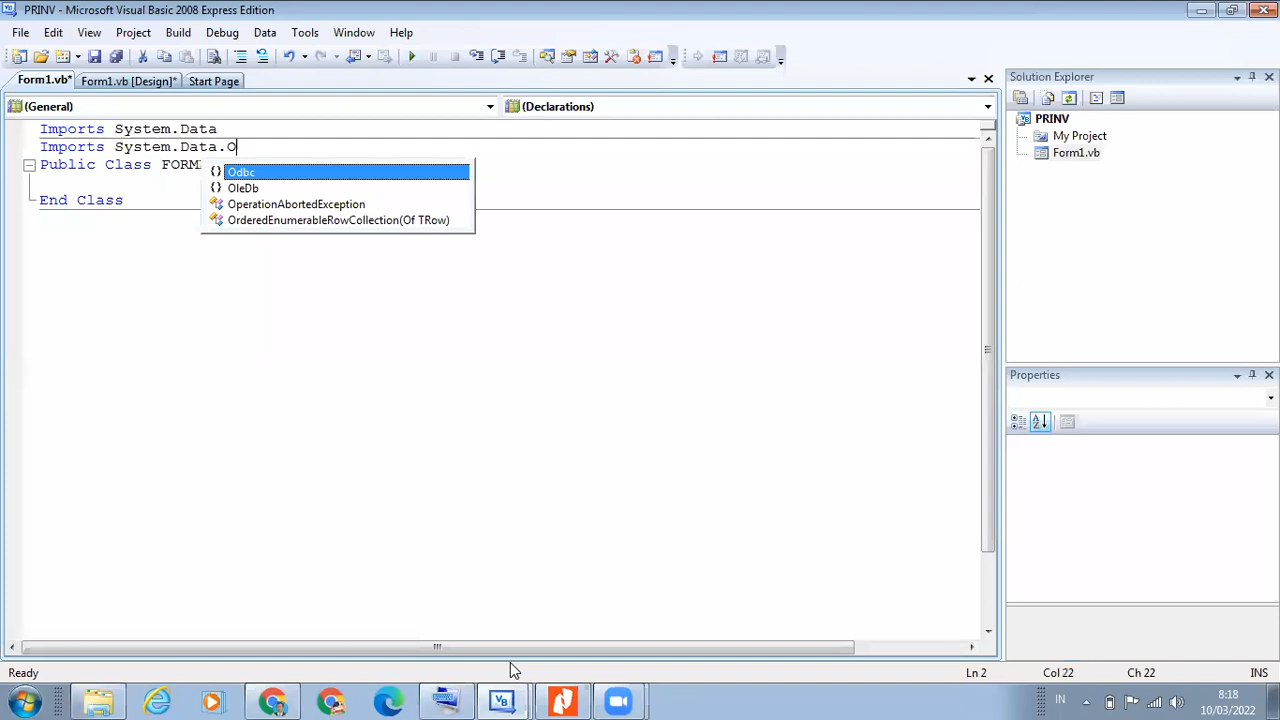 PRINV - Microsoft Visual Basic 2008 Express Edition
File Edit View Project Build Debug Data Tools Window Help
Form1.vb* Form1.vb [Design]* Start Page
(General) (Declarations)
Imports System.Data
Imports System.Data.O
Public Class FORM
End Class
Odbc
OleDb
OperationAbortedException
OrderedEnumerableRowCollection(Of TRow)
Solution Explorer
PRINV
My Project
Form1.vb
Properties
Ready Ln 2 Col 22 Ch 22 INS
IN 8:18
10/03/2022